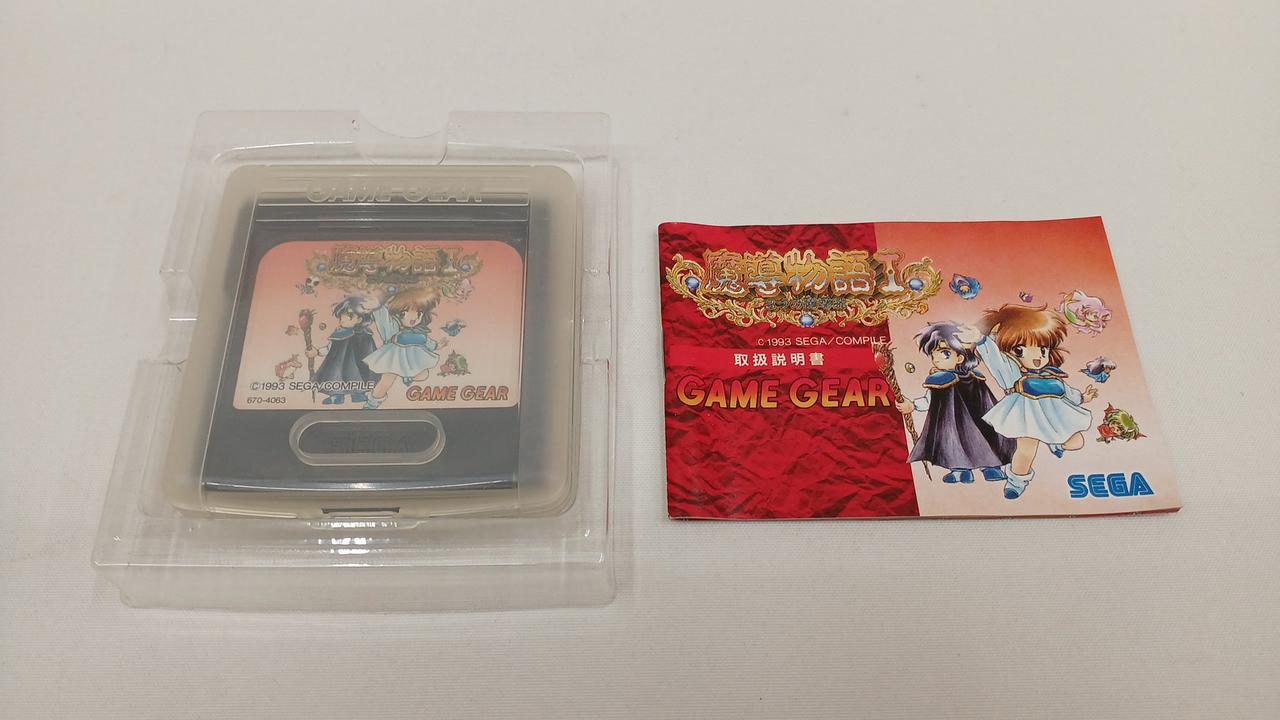 GAME GEAR
魔導物語I
©1993 SEGA/COMPILE
670-4063
GAME GEAR
SEGA
魔導物語I
©1993 SEGA/COMPILE
取扱説明書
GAME GEAR
SEGA